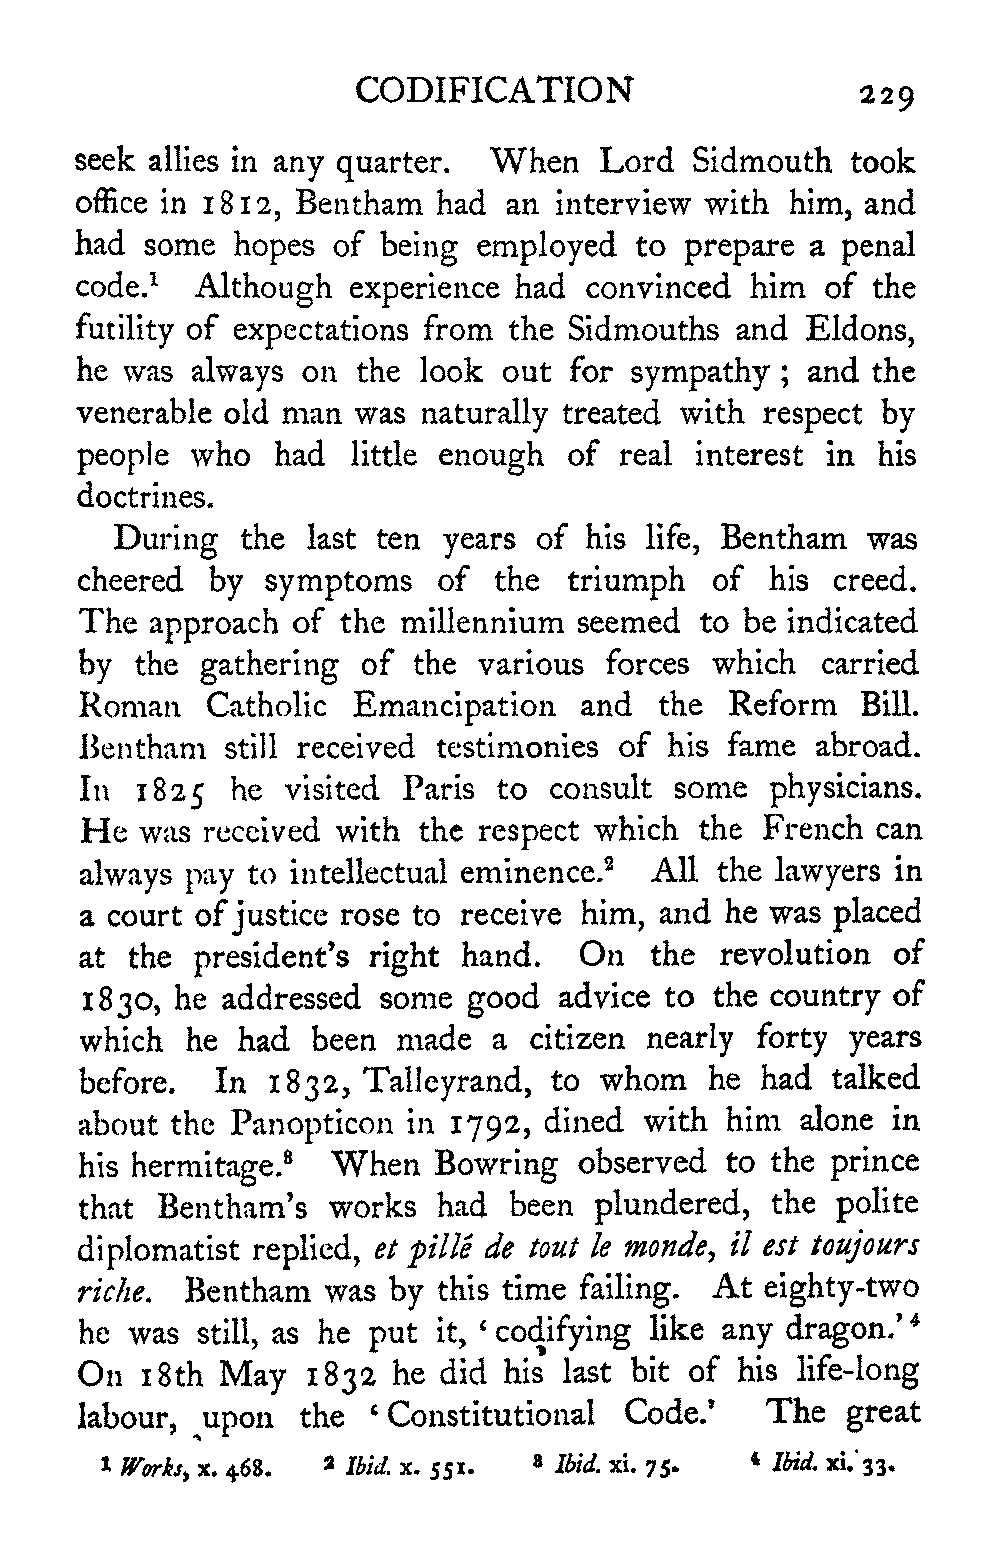 CODIFICATION 229
seek allies in any quarter. When Lord Sidmouth took
office in 1812, Bentham had an interview with him, and
had some hopes of being employed to prepare a penal
code.¹ Although experience had convinced him of the
futility of expectations from the Sidmouths and Eldons,
he was always on the look out for sympathy ; and the
venerable old man was naturally treated with respect by
people who had little enough of real interest in his
doctrines.
During the last ten years of his life, Bentham was
cheered by symptoms of the triumph of his creed.
The approach of the millennium seemed to be indicated
by the gathering of the various forces which carried
Roman Catholic Emancipation and the Reform Bill.
Bentham still received testimonies of his fame abroad.
In 1825 he visited Paris to consult some physicians.
He was received with the respect which the French can
always pay to intellectual eminence.² All the lawyers in
a court of justice rose to receive him, and he was placed
at the president's right hand. On the revolution of
1830, he addressed some good advice to the country of
which he had been made a citizen nearly forty years
before. In 1832, Talleyrand, to whom he had talked
about the Panopticon in 1792, dined with him alone in
his hermitage.³ When Bowring observed to the prince
that Bentham's works had been plundered, the polite
diplomatist replied, et pillé de tout le monde, il est toujours
riche. Bentham was by this time failing. At eighty-two
he was still, as he put it, ‘codifying like any dragon.’⁴
On 18th May 1832 he did his last bit of his life-long
labour, upon the ‘Constitutional Code.’ The great
¹ Works, x. 468. ² Ibid. x. 551. ³ Ibid. xi. 75. ⁴ Ibid. xi. 33.